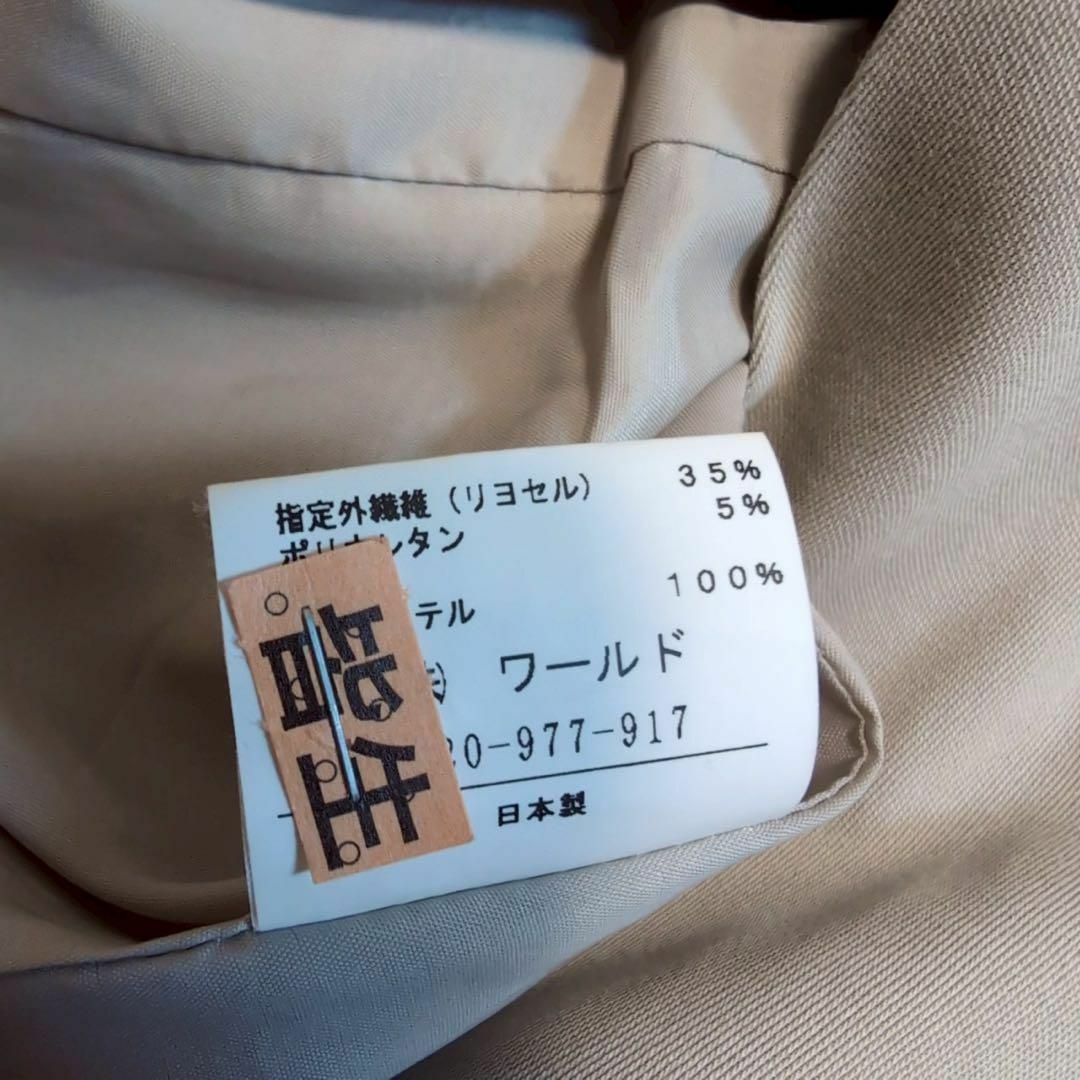 指定外繊維（リヨセル） 35%
ポリウレタン 5%
テル 100%
ワールド
20-977-917
日本製